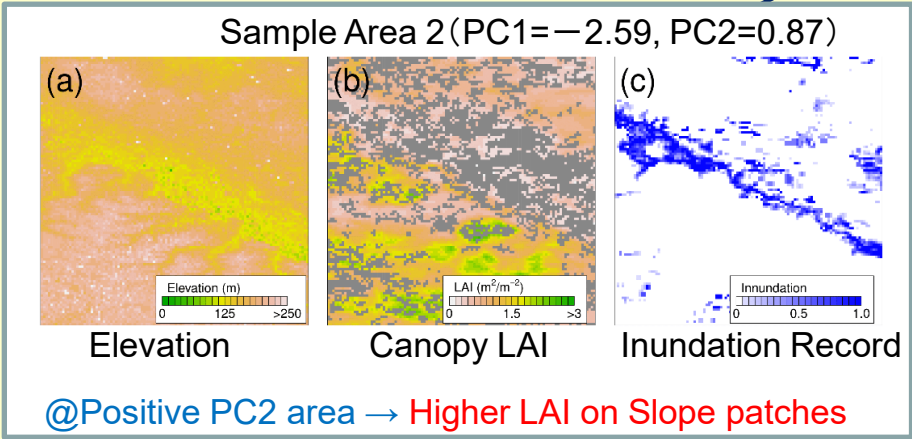 Sample Area 2（PC1=−2.59, PC2=0.87）
(a) (b) (c)
Elevation (m)
0 125 >250
LAI (m²/m⁻²)
0 1.5 >3
Innundation
0 0.5 1.0
Elevation Canopy LAI Inundation Record
@Positive PC2 area → Higher LAI on Slope patches